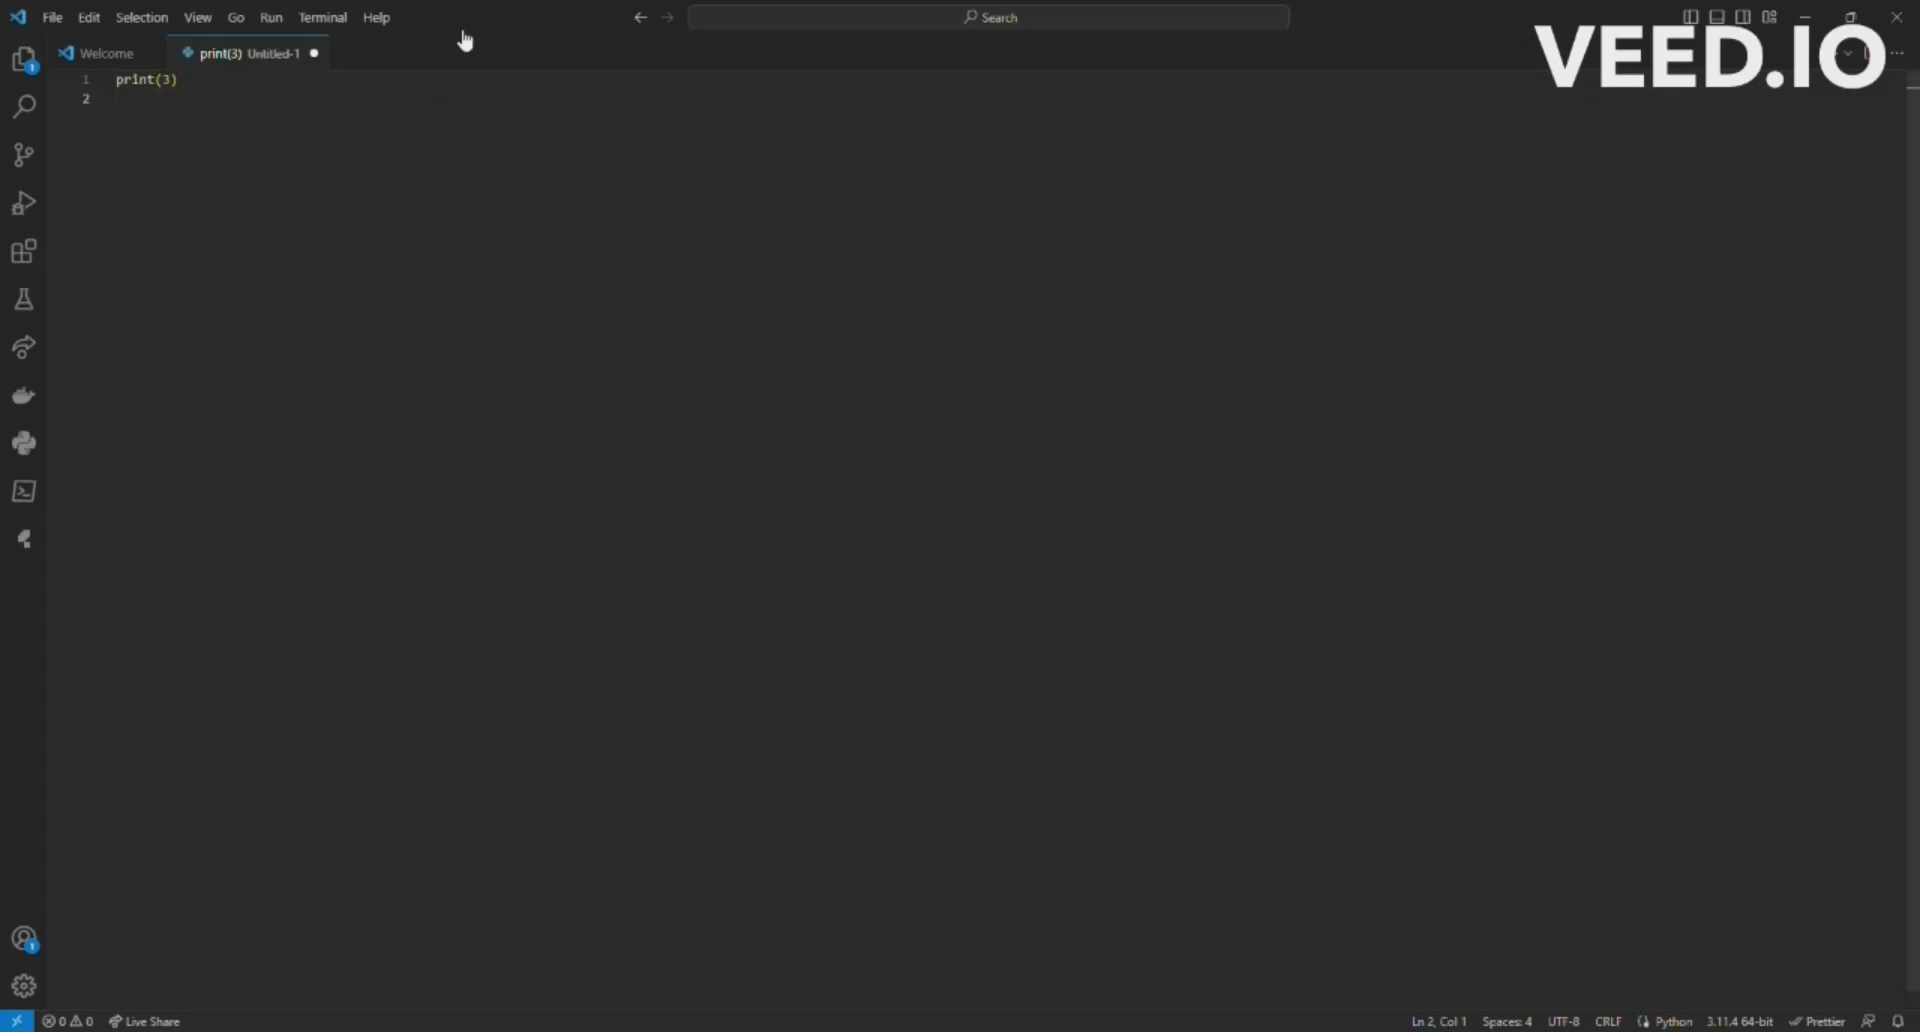 File Edit Selection View Go Run Terminal Help
Search
VEED.IO
Welcome
print(3) Untitled-1
1 print(3)
2
1
1
0 0 Live Share
Ln 2, Col 1 Spaces: 4 UTF-8 CRLF Python 3.11.4 64-bit Prettier